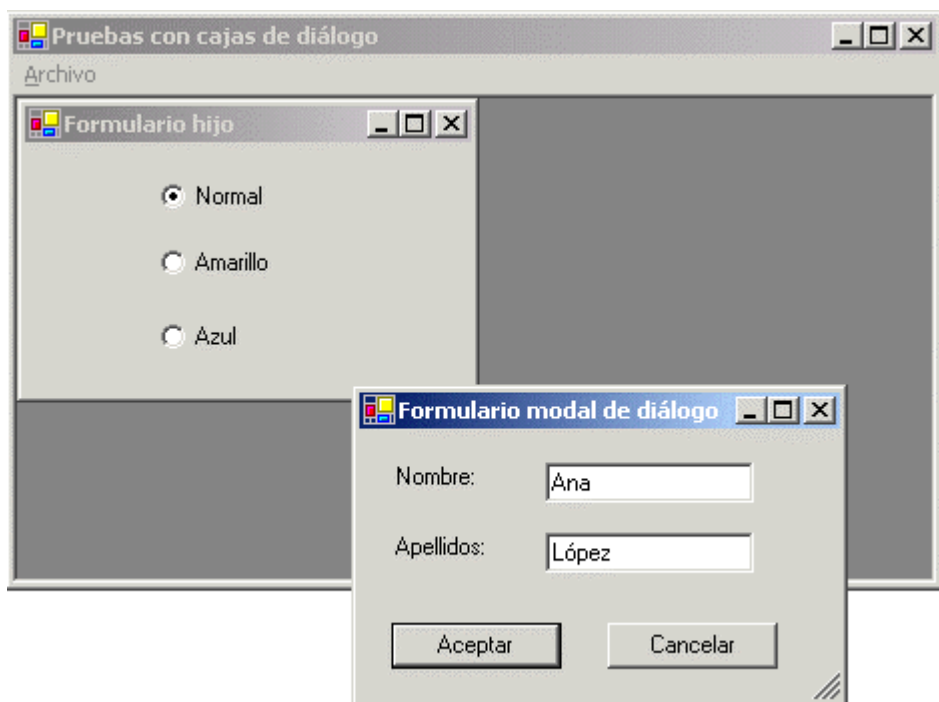 Pruebas con cajas de diálogo
Archivo
Formulario hijo
Normal
Amarillo
Azul
Formulario modal de diálogo
Nombre:
Ana
Apellidos:
López
Aceptar
Cancelar